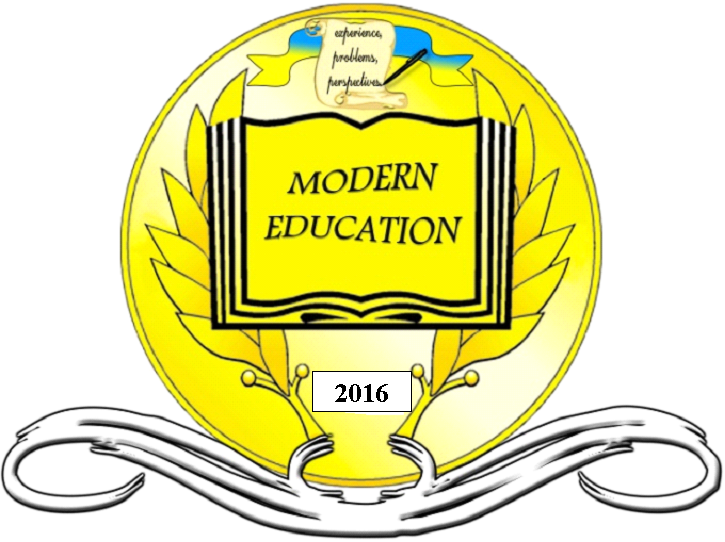 experience,
problems,
perspectives.
MODERN
EDUCATION
2016